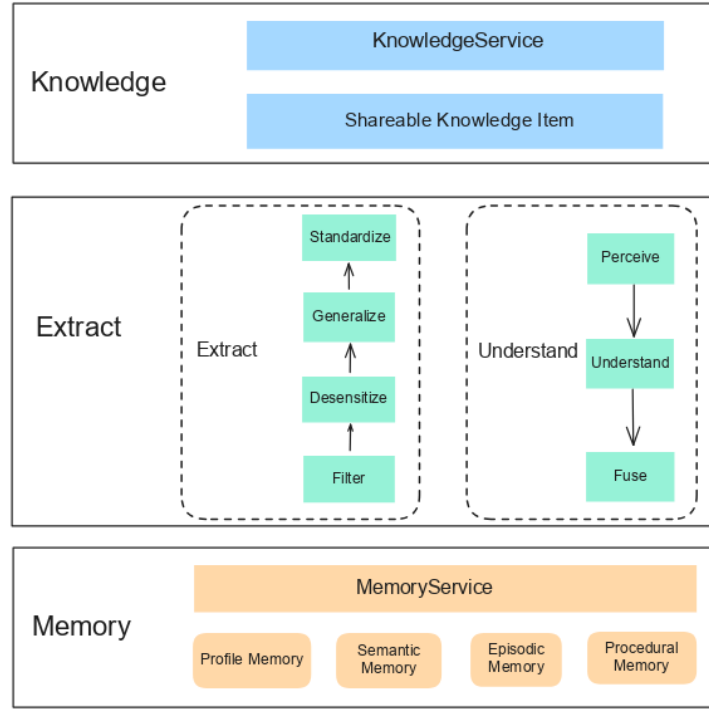 Knowledge
KnowledgeService
Shareable Knowledge Item
Extract
Extract
Standardize
Generalize
Desensitize
Filter
Understand
Perceive
Understand
Fuse
Memory
MemoryService
Profile Memory
Semantic
Memory
Episodic
Memory
Procedural
Memory